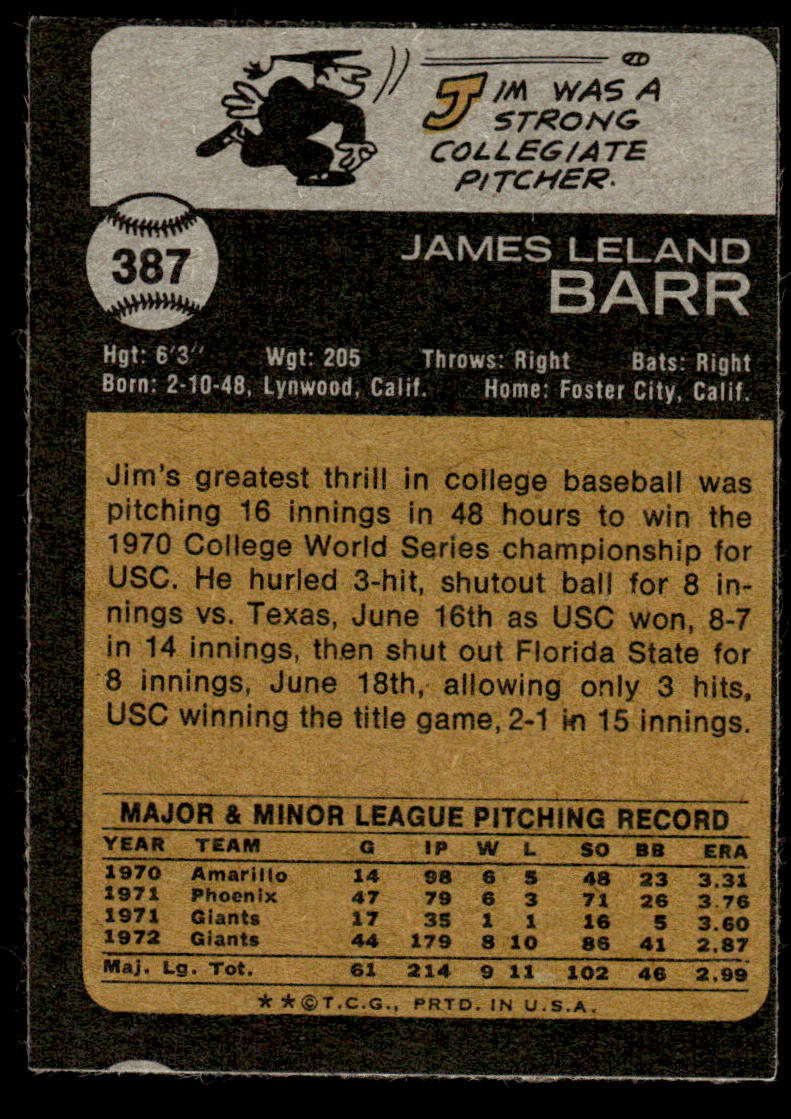 JIM WAS A
STRONG
COLLEGIATE
PITCHER.
387
JAMES LELAND
BARR
Hgt: 6'3" Wgt: 205 Throws: Right Bats: Right
Born: 2-10-48, Lynwood, Calif. Home: Foster City, Calif.
Jim's greatest thrill in college baseball was
pitching 16 innings in 48 hours to win the
1970 College World Series championship for
USC. He hurled 3-hit, shutout ball for 8 in-
nings vs. Texas, June 16th as USC won, 8-7
in 14 innings, then shut out Florida State for
8 innings, June 18th, allowing only 3 hits,
USC winning the title game, 2-1 in 15 innings.
MAJOR & MINOR LEAGUE PITCHING RECORD
YEAR TEAM G IP W L SO BB ERA
1970 Amarillo 14 98 6 5 48 23 3.31
1971 Phoenix 47 79 6 3 71 26 3.76
1971 Giants 17 35 1 1 16 5 3.60
1972 Giants 44 179 8 10 86 41 2.87
Maj. Lg. Tot. 61 214 9 11 102 46 2.99
**©T.C.G., PRTD. IN U.S.A.